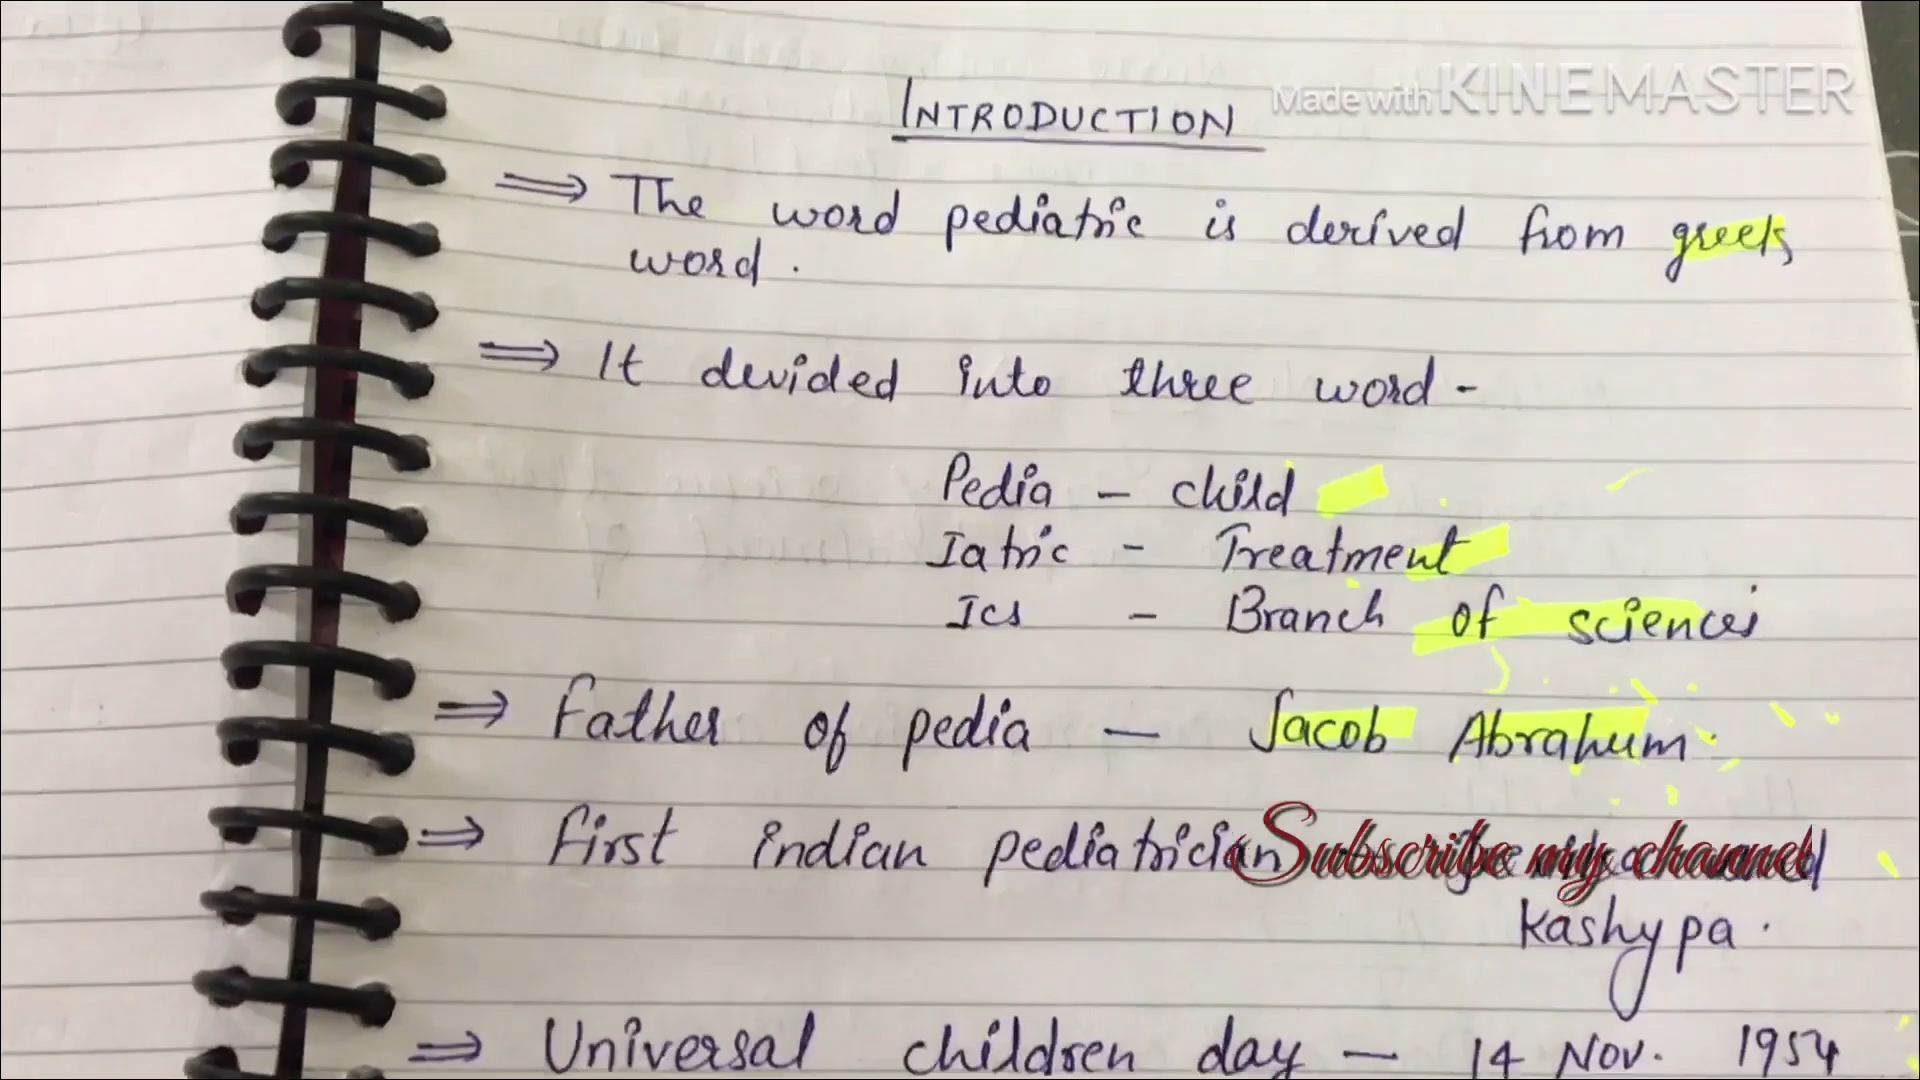 INTRODUCTION
Made with KINEMASTER
⇒ The word pediatric is derived from greek
word.
⇒ It devided into three word -
Pedia - child
Iatric - Treatment
Ics - Branch of sciences
⇒ Father of pedia - Jacob Abrahum.
⇒ First indian pediatrician
Subscribe my channel
Kashypa.
⇒ Universal children day - 14 Nov. 1954